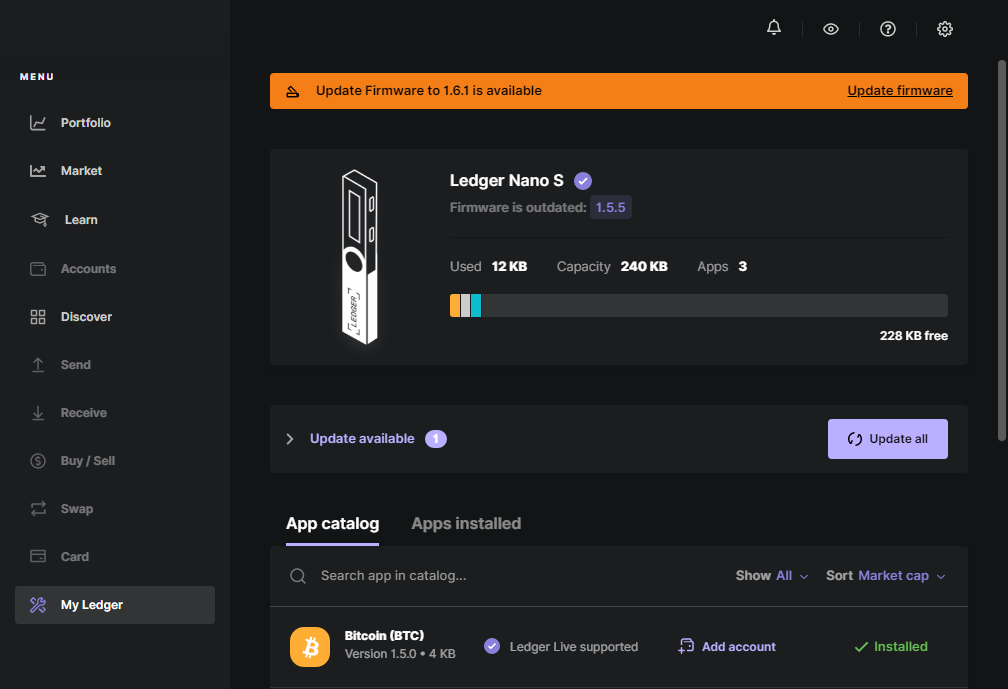 MENU
Portfolio
Market
Learn
Accounts
Discover
Send
Receive
Buy / Sell
Swap
Card
My Ledger
Update Firmware to 1.6.1 is available
Update firmware
LEDGER
Ledger Nano S
Firmware is outdated: 1.5.5
Used 12 KB Capacity 240 KB Apps 3
228 KB free
Update available 1
Update all
App catalog
Apps installed
Search app in catalog...
Show All
Sort Market cap
Bitcoin (BTC)
Version 1.5.0 • 4 KB
Ledger Live supported
Add account
Installed